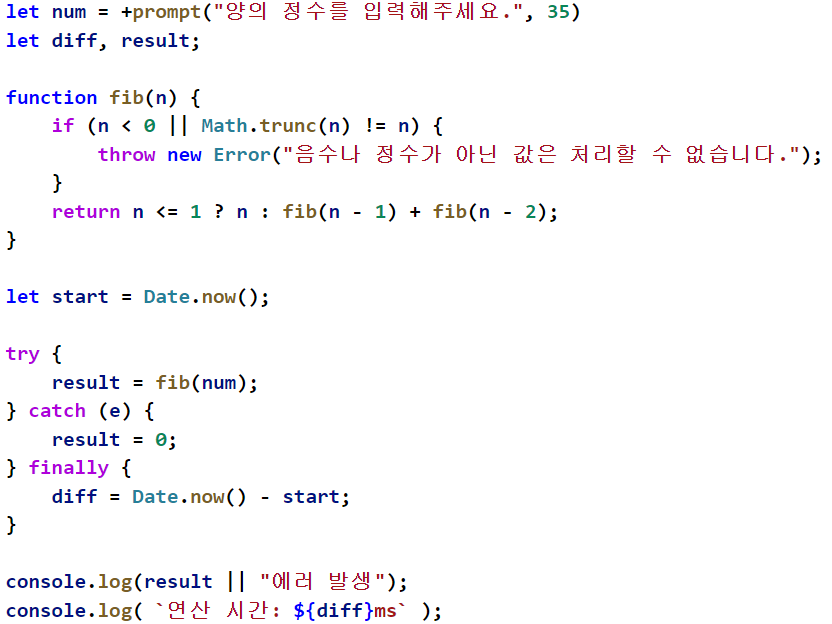 let num = +prompt("양의 정수를 입력해주세요.", 35)
let diff, result;

function fib(n) {
    if (n < 0 || Math.trunc(n) != n) {
        throw new Error("음수나 정수가 아닌 값은 처리할 수 없습니다.");
    }
    return n <= 1 ? n : fib(n - 1) + fib(n - 2);
}

let start = Date.now();

try {
    result = fib(num);
} catch (e) {
    result = 0;
} finally {
    diff = Date.now() - start;
}

console.log(result || "에러 발생");
console.log( `연산 시간: ${diff}ms` );